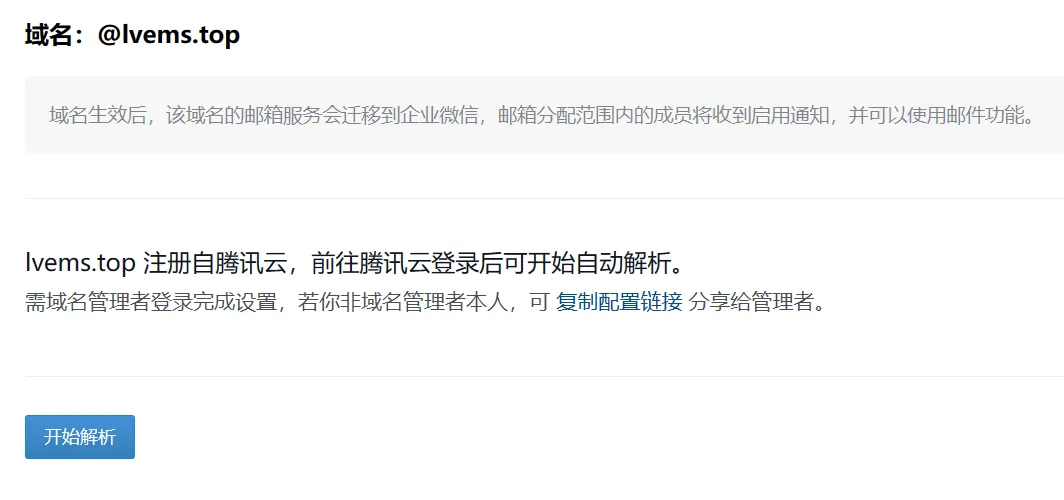 域名：@lvems.top
域名生效后，该域名的邮箱服务会迁移到企业微信，邮箱分配范围内的成员将收到启用通知，并可以使用邮件功能。
lvems.top 注册自腾讯云，前往腾讯云登录后可开始自动解析。
需域名管理者登录完成设置，若你非域名管理者本人，可 复制配置链接 分享给管理者。
开始解析